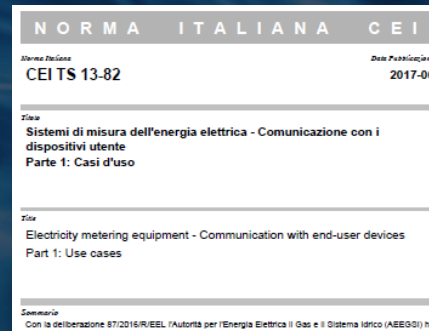 NORMA ITALIANA CEI
Norma Italiana
Data Pubblicazion
CEI TS 13-82
2017-0
Titolo
Sistemi di misura dell'energia elettrica - Comunicazione con i
dispositivi utente
Parte 1: Casi d'uso
Title
Electricity metering equipment - Communication with end-user devices
Part 1: Use cases
Sommario
Con la deliberazione 87/2016/R/EEL l'Autorità per l'Energia Elettrica il Gas e il Sistema Idrico (AEEGSI) h